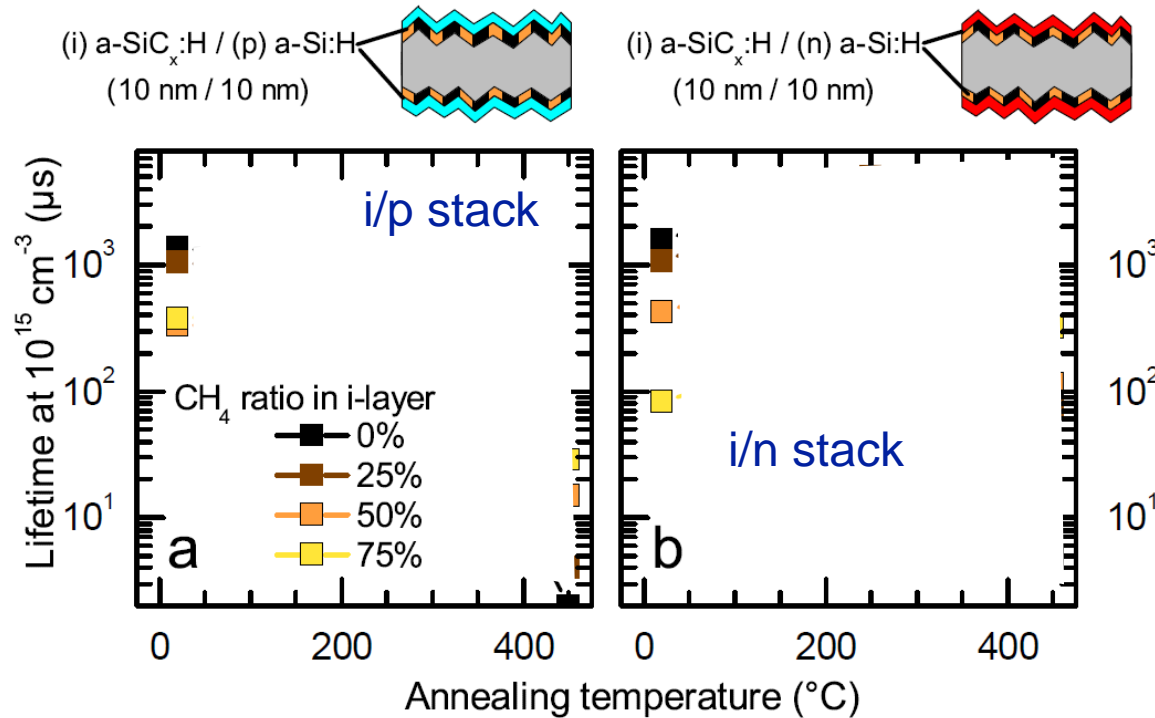 (i) a-SiCₓ:H / (p) a-Si:H
(10 nm / 10 nm)
(i) a-SiCₓ:H / (n) a-Si:H
(10 nm / 10 nm)
Lifetime at 10¹⁵ cm⁻³ (µs)
10³
10²
10¹
i/p stack
CH₄ ratio in i-layer
0%
25%
50%
75%
a
i/n stack
b
10³
10²
10¹
0 200 400
0 200 400
Annealing temperature (°C)